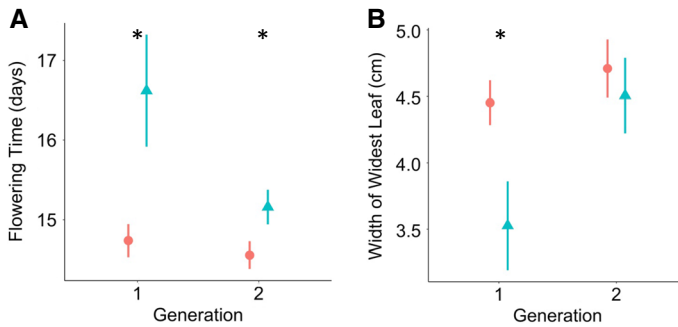 A
Flowering Time (days)
17
16
15
*
*
1
2
Generation
B
Width of Widest Leaf (cm)
5.0
4.5
4.0
3.5
*
1
2
Generation